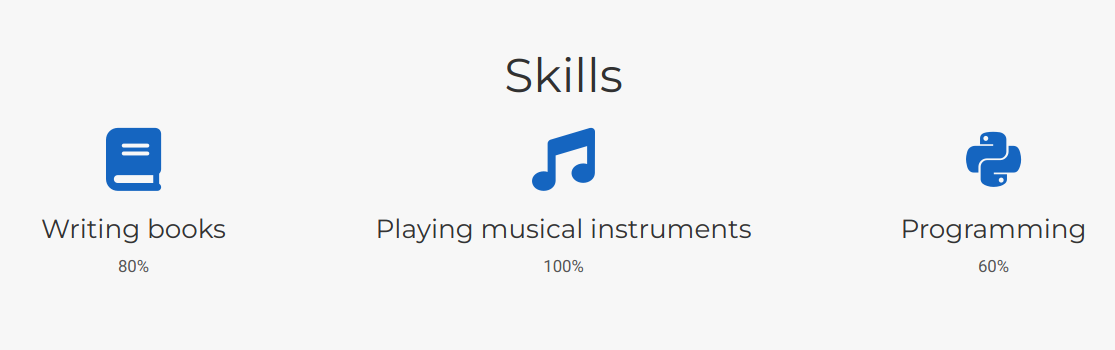 Skills
Writing books
80%
Playing musical instruments
100%
Programming
60%